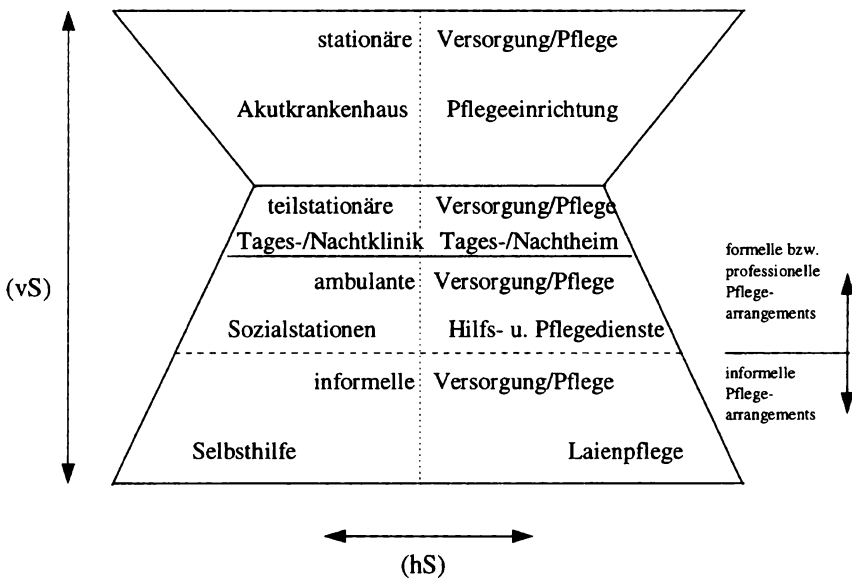 stationäre Versorgung/Pflege
Akutkrankenhaus Pflegeeinrichtung
teilstationäre Versorgung/Pflege
Tages-/Nachtklinik Tages-/Nachtheim
ambulante Versorgung/Pflege
Sozialstationen Hilfs- u. Pflegedienste
informelle Versorgung/Pflege
Selbsthilfe Laienpflege
(vS)
formelle bzw.
professionelle
Pflege-
arrangements
informelle
Pflege-
arrangements
(hS)